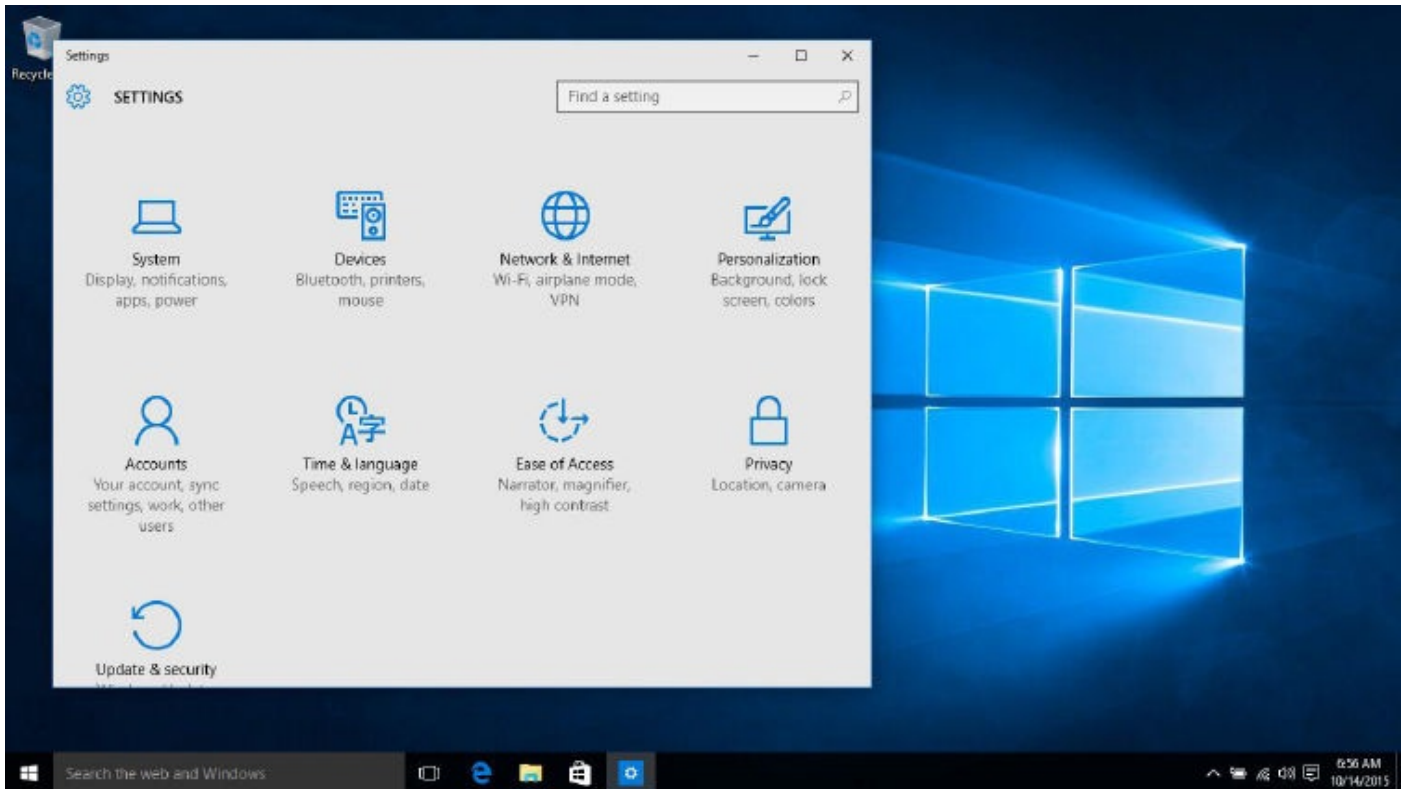 Recycle
Settings
SETTINGS
Find a setting
System
Display, notifications,
apps, power
Devices
Bluetooth, printers,
mouse
Network & Internet
Wi-Fi, airplane mode,
VPN
Personalization
Background, lock
screen, colors
Accounts
Your account, sync
settings, work, other
users
Time & language
Speech, region, date
Ease of Access
Narrator, magnifier,
high contrast
Privacy
Location, camera
Update & security
Search the web and Windows
6:56 AM
10/14/2015